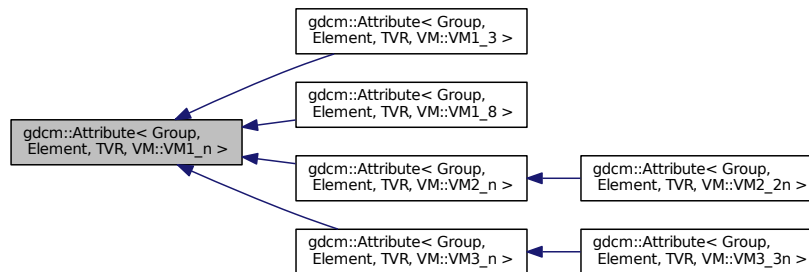 gdcm::Attribute< Group,
Element, TVR, VM::VM1_3 >
gdcm::Attribute< Group,
Element, TVR, VM::VM1_8 >
gdcm::Attribute< Group,
Element, TVR, VM::VM1_n >
gdcm::Attribute< Group,
Element, TVR, VM::VM2_n >
gdcm::Attribute< Group,
Element, TVR, VM::VM2_2n >
gdcm::Attribute< Group,
Element, TVR, VM::VM3_n >
gdcm::Attribute< Group,
Element, TVR, VM::VM3_3n >